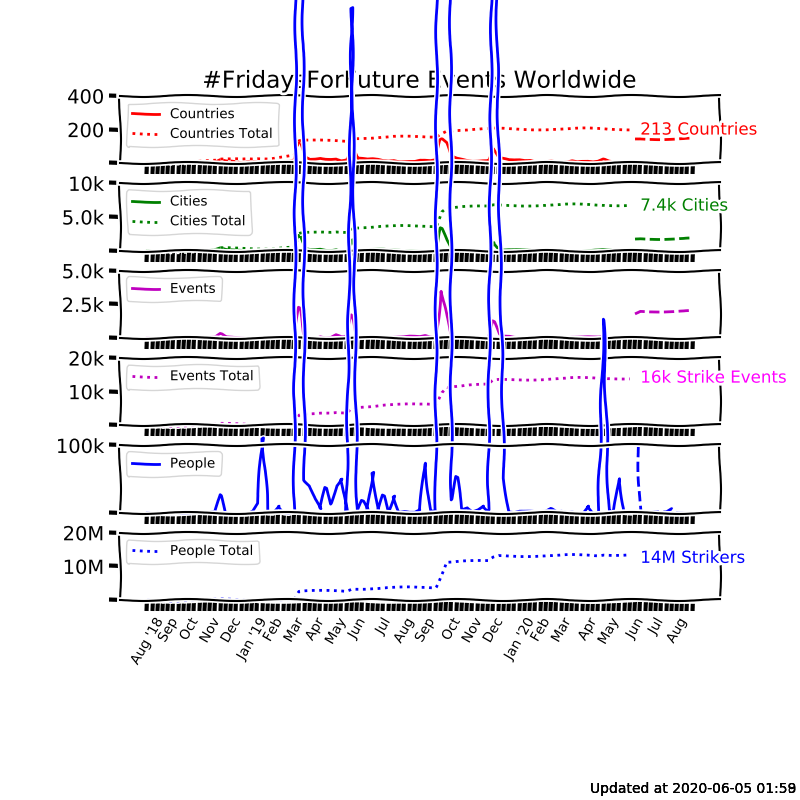 #FridaysForFuture Events Worldwide
400
200
Countries
Countries Total
213 Countries
10k
5.0k
Cities
Cities Total
7.4k Cities
5.0k
2.5k
Events
20k
10k
Events Total
16k Strike Events
100k
People
20M
10M
People Total
14M Strikers
Aug '18 Sep Oct Nov Dec Jan '19 Feb Mar Apr May Jun Jul Aug Sep Oct Nov Dec Jan '20 Feb Mar Apr May Jun Jul Aug
Updated at 2020-06-05 01:59